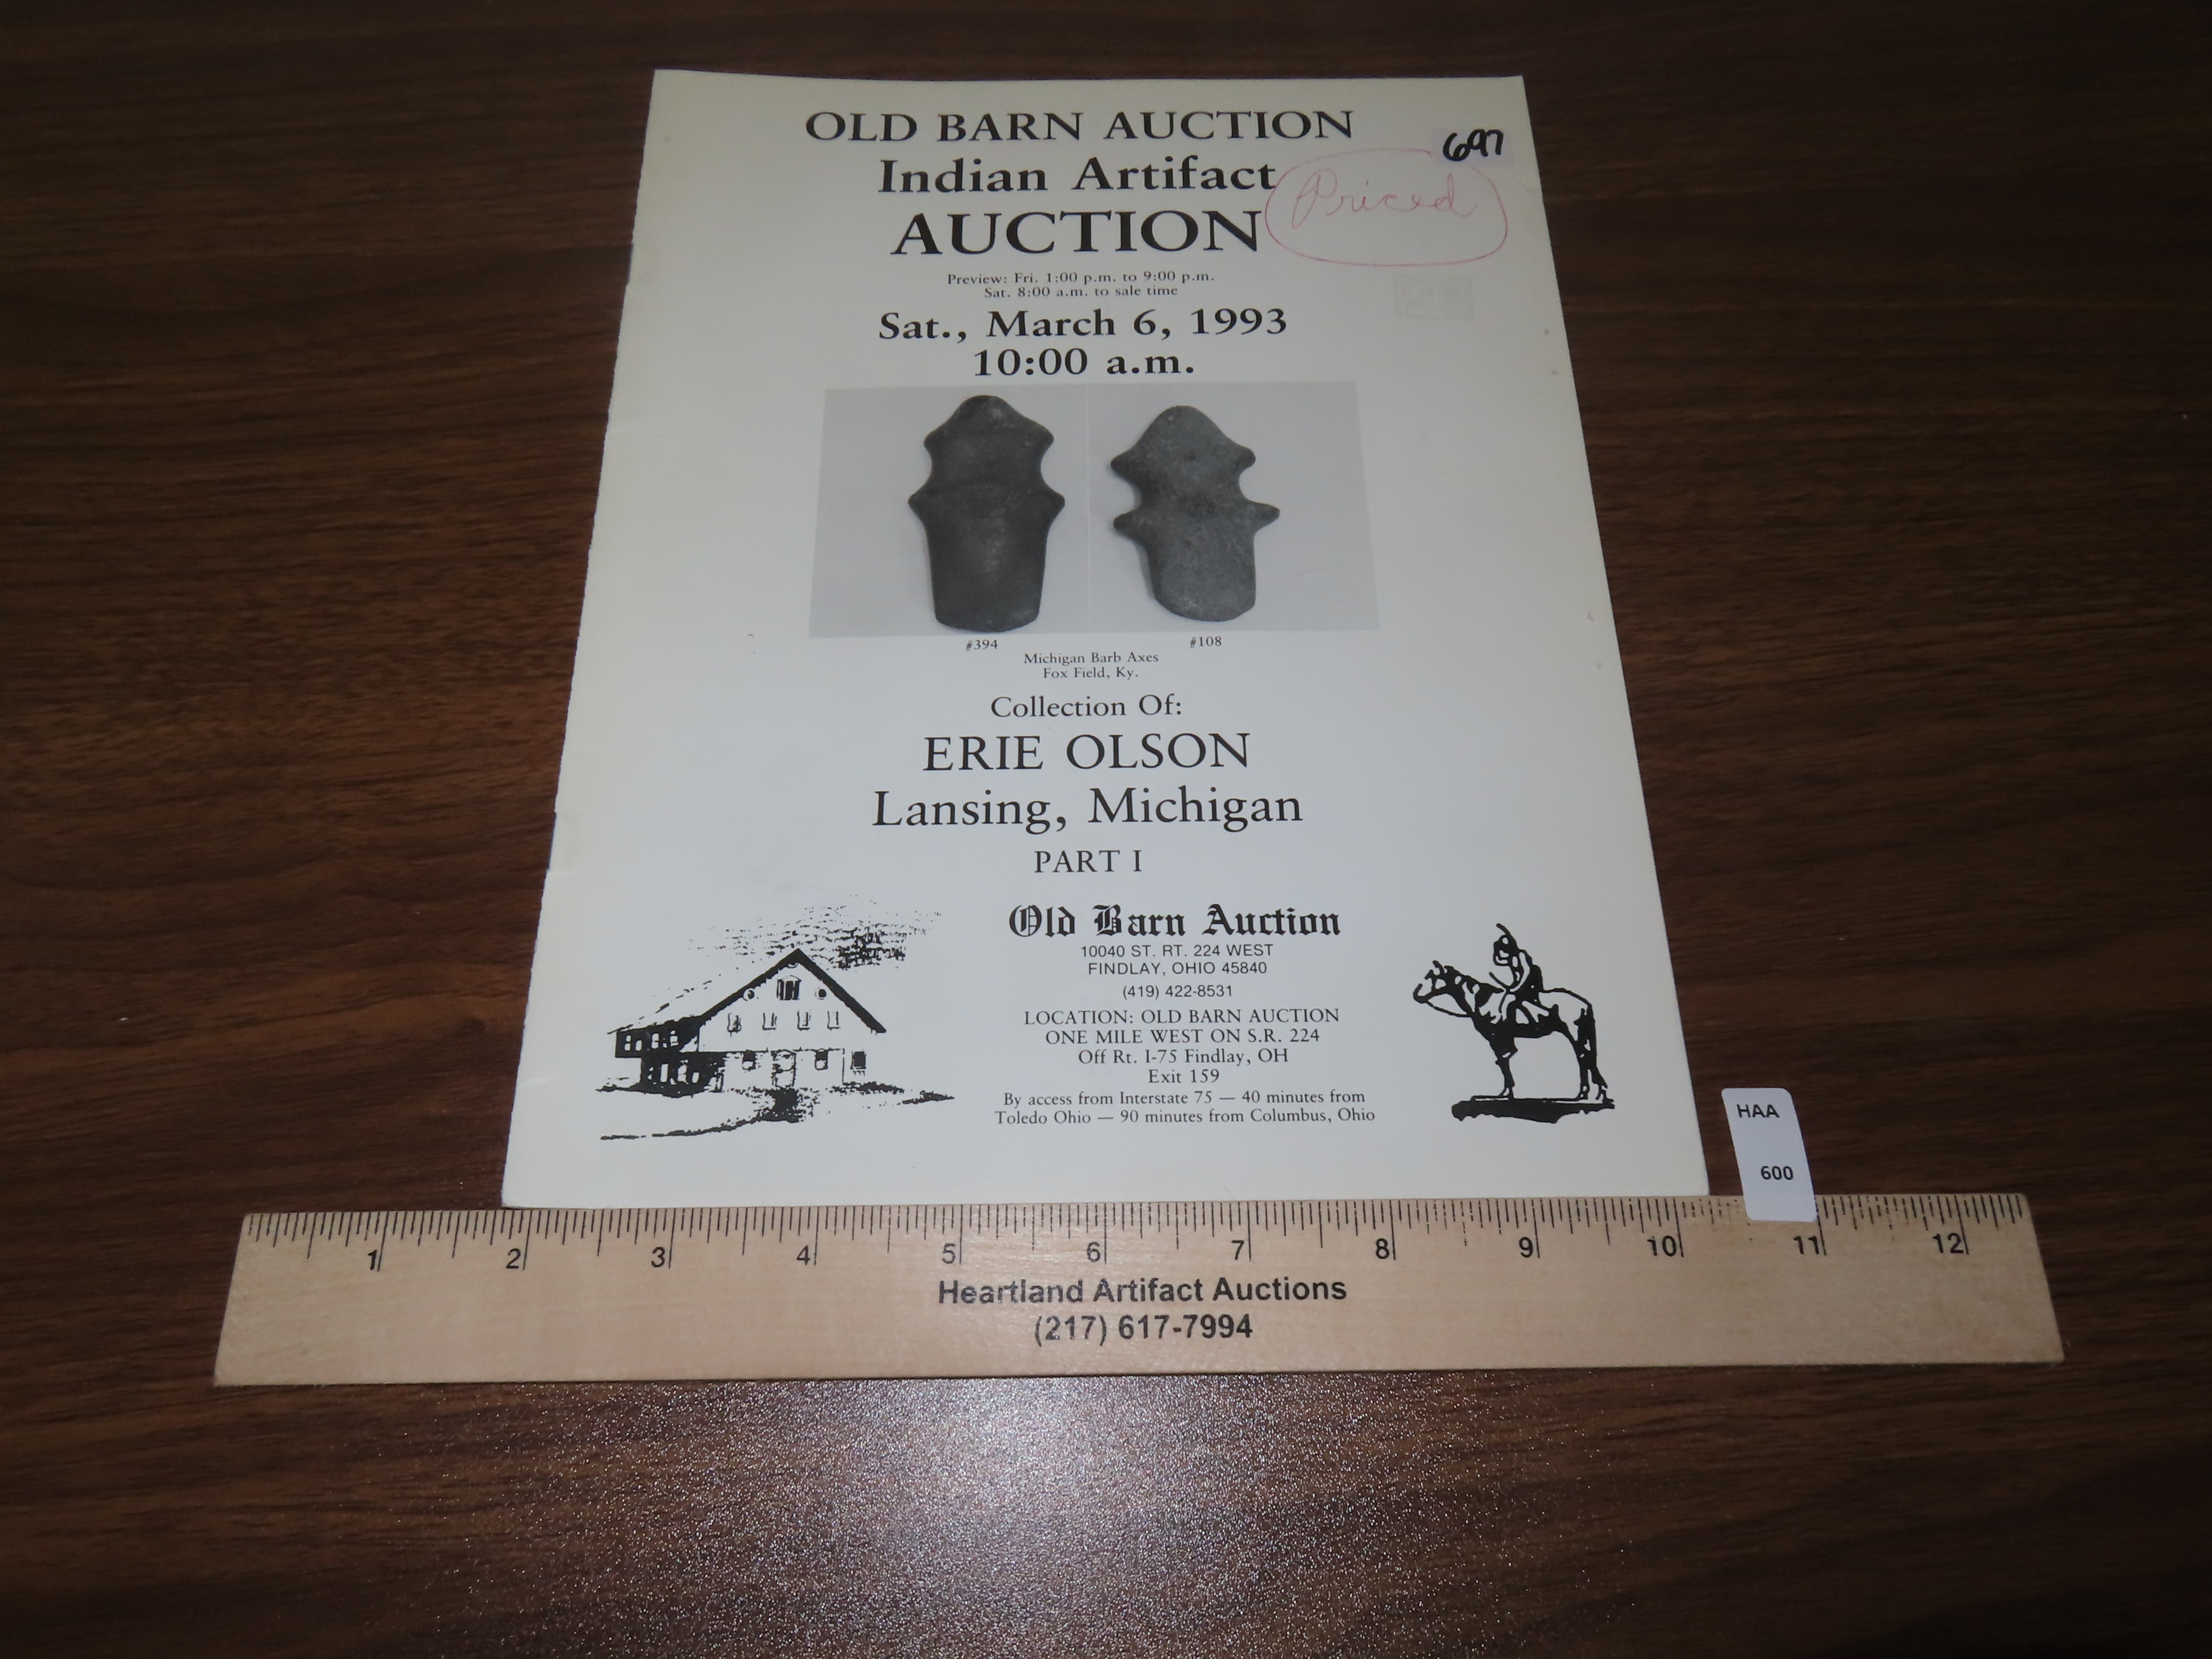 OLD BARN AUCTION
697
Indian Artifact
Priced
AUCTION
Preview: Fri. 1:00 p.m. to 9:00 p.m.
Sat. 8:00 a.m. to sale time
Sat., March 6, 1993
10:00 a.m.
#394
#108
Michigan Barb Axes
Fox Field, Ky.
Collection Of:
ERIE OLSON
Lansing, Michigan
PART I
Old Barn Auction
10040 ST. RT. 224 WEST
FINDLAY, OHIO 45840
(419) 422-8531
LOCATION: OLD BARN AUCTION
ONE MILE WEST ON S.R. 224
Off Rt. I-75 Findlay, OH
Exit 159
By access from Interstate 75 — 40 minutes from
Toledo Ohio — 90 minutes from Columbus, Ohio
HAA
600
1 2 3 4 5 6 7 8 9 10 11 12
Heartland Artifact Auctions
(217) 617-7994